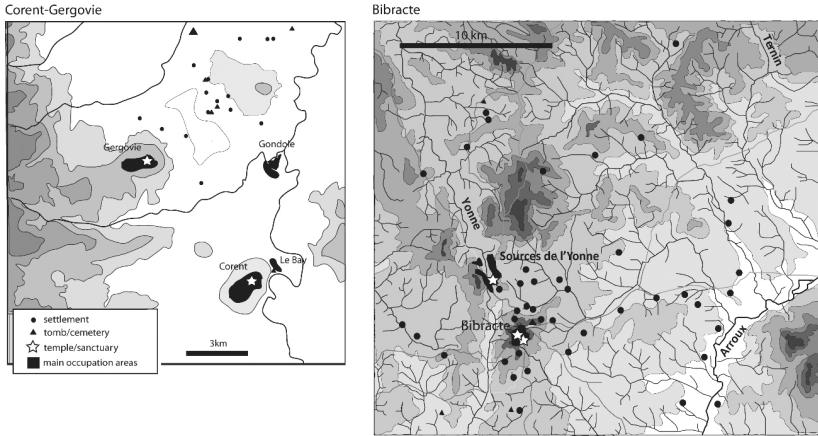 Corent-Gergovie
Gergovie
Gondole
Corent
Le Bay
settlement
tomb/cemetery
temple/sanctuary
main occupation areas
3km
Bibracte
10 km
Ternin
Yonne
Sources de l'Yonne
Bibracte
Arroux